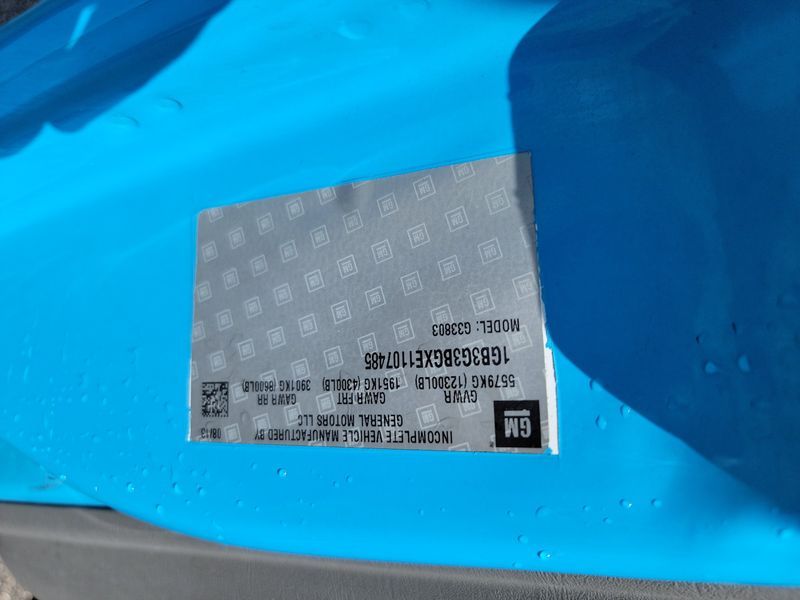 GM
INCOMPLETE VEHICLE MANUFACTURED BY 08/13
GENERAL MOTORS LLC
GVWR GAWR FRT GAWR RR
5579KG (12300LB) 1951KG (4300LB) 3901KG (8600LB)
1GB3G3BGXE1107485
MODEL: G33803